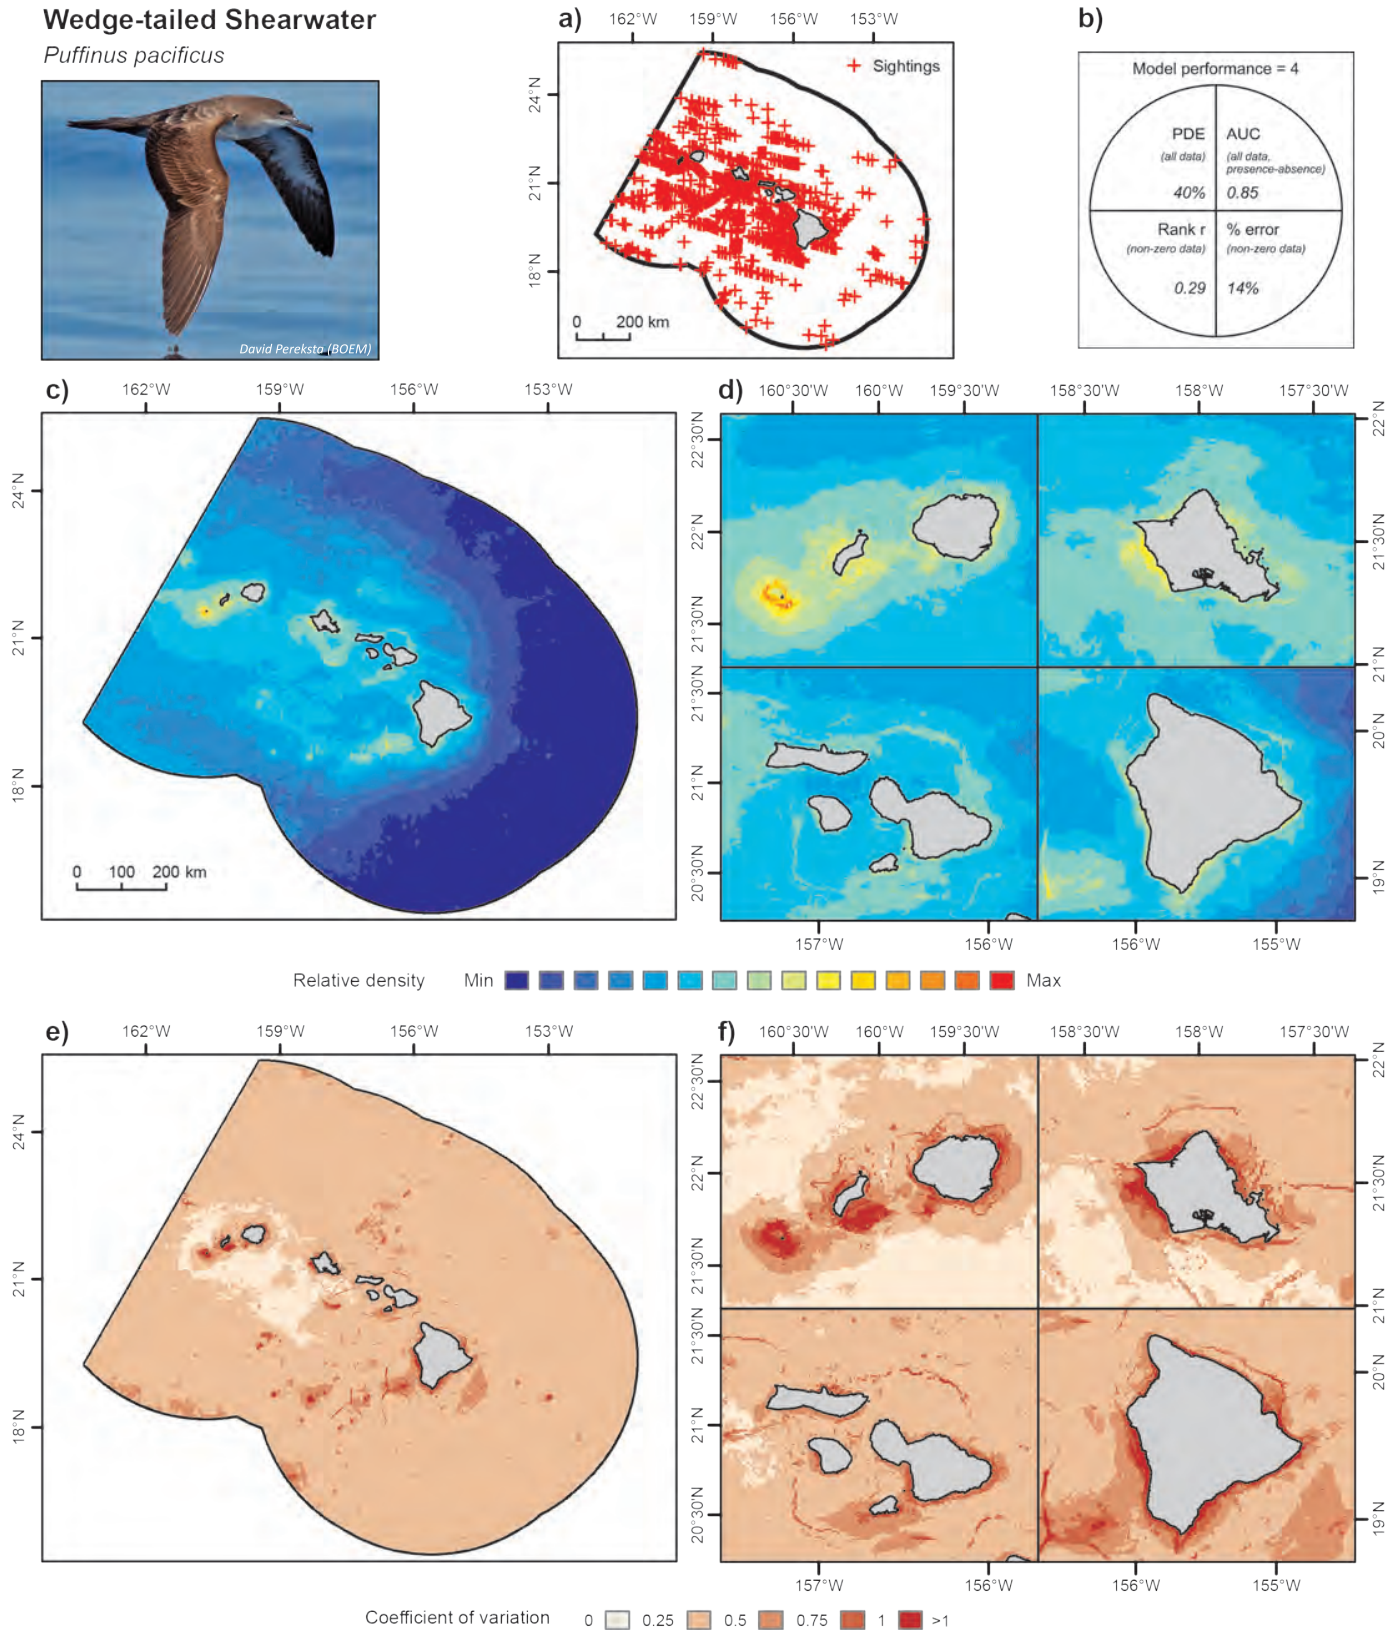 Wedge-tailed Shearwater
Puffinus pacificus
David Pereksta (BOEM)
a)
162°W 159°W 156°W 153°W
24°N
21°N
18°N
Sightings
0 200 km
b)
Model performance = 4
PDE
(all data)
40%
AUC
(all data,
presence-absence)
0.85
Rank r
(non-zero data)
0.29
% error
(non-zero data)
14%
c)
162°W 159°W 156°W 153°W
24°N
21°N
18°N
0 100 200 km
d)
160°30'W 160°W 159°30'W 158°30'W 158°W 157°30'W
22°30'N
22°N
21°30'N
22°N
21°30'N
21°N
21°30'N
21°N
20°30'N
20°N
19°N
157°W 156°W 156°W 155°W
Relative density Min Max
e)
162°W 159°W 156°W 153°W
24°N
21°N
18°N
f)
160°30'W 160°W 159°30'W 158°30'W 158°W 157°30'W
22°30'N
22°N
21°30'N
22°N
21°30'N
21°N
21°30'N
21°N
20°30'N
20°N
19°N
157°W 156°W 156°W 155°W
Coefficient of variation 0 0.25 0.5 0.75 1 >1